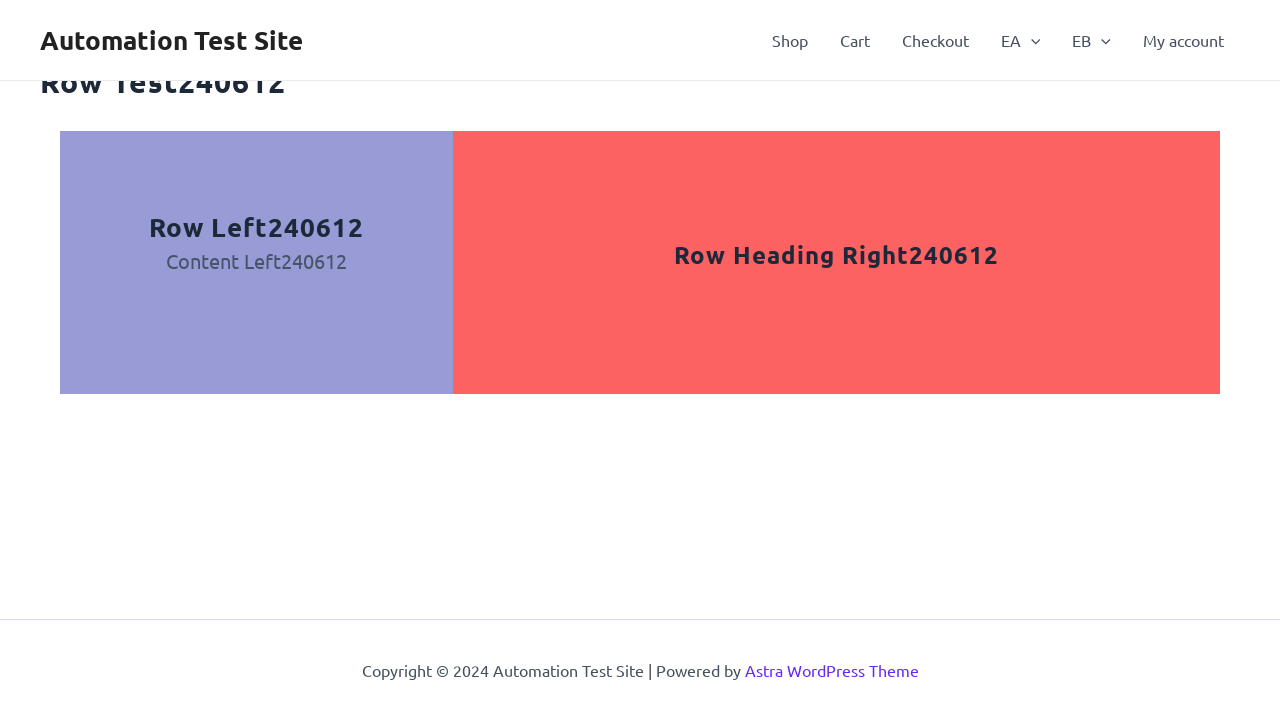 Automation Test Site
Shop Cart Checkout EA EB My account
Row Test240612
Row Left240612
Content Left240612
Row Heading Right240612
Copyright © 2024 Automation Test Site | Powered by Astra WordPress Theme